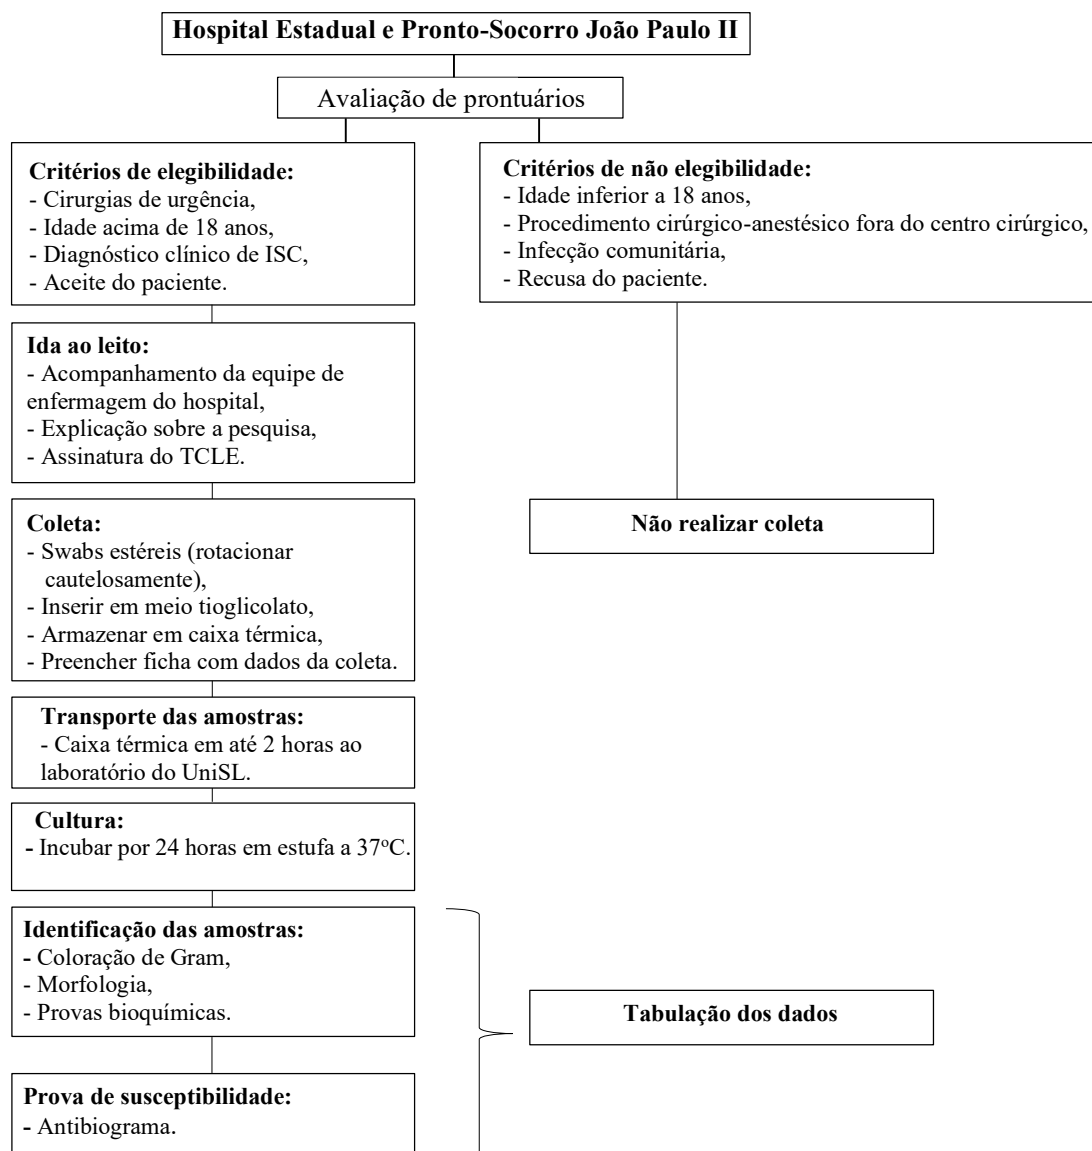 Hospital Estadual e Pronto-Socorro João Paulo II
Avaliação de prontuários
Critérios de elegibilidade:
- Cirurgias de urgência,
- Idade acima de 18 anos,
- Diagnóstico clínico de ISC,
- Aceite do paciente.
Critérios de não elegibilidade:
- Idade inferior a 18 anos,
- Procedimento cirúrgico-anestésico fora do centro cirúrgico,
- Infecção comunitária,
- Recusa do paciente.
Ida ao leito:
- Acompanhamento da equipe de
enfermagem do hospital,
- Explicação sobre a pesquisa,
- Assinatura do TCLE.
Coleta:
- Swabs estéreis (rotacionar
cautelosamente),
- Inserir em meio tioglicolato,
- Armazenar em caixa térmica,
- Preencher ficha com dados da coleta.
Não realizar coleta
Transporte das amostras:
- Caixa térmica em até 2 horas ao
laboratório do UniSL.
Cultura:
- Incubar por 24 horas em estufa a 37ºC.
Identificação das amostras:
- Coloração de Gram,
- Morfologia,
- Provas bioquímicas.
Tabulação dos dados
Prova de susceptibilidade:
- Antibiograma.